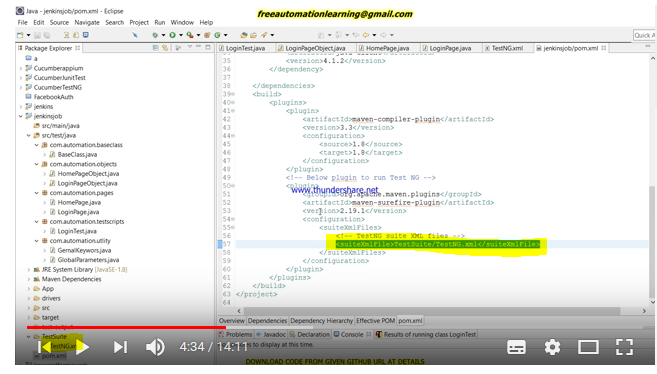 Java - jenkinsjob/pom.xml - Eclipse
freeautomationlearning@gmail.com
File Edit Source Navigate Search Project Run Window Help
Quick A
Package Explorer
LoginTest.java LoginPageObject.java HomePage.java LoginPage.java TestNG.xml jenkinsjob/pom.xml
a
Cucumberappium
CucumberJunitTest
CucumberTestNG
FacebookAuth
jenkins
jenkinsjob
src/main/java
src/test/java
com.automation.baseclass
BaseClass.java
com.automation.objects
HomePageObject.java
LoginPageObject.java
com.automation.pages
HomePage.java
LoginPage.java
com.automation.testscripts
LoginTest.java
com.automation.utility
GernalKeywors.java
GlobalParameters.java
JRE System Library [JavaSE-1.8]
Maven Dependencies
App
drivers
src
target
TestSuite
TestNG.xml
pom.xml
35 <version>4.1.2</version>
36 </dependency>
37
38 </dependencies>
39 <build>
40 <plugins>
41 <plugin>
42 <artifactId>maven-compiler-plugin</artifactId>
43 <version>3.3</version>
44 <configuration>
45 <source>1.8</source>
46 <target>1.8</target>
47 </configuration>
48 </plugin>
49 <!-- Below plugin to run Test NG -->
50 <plugin>
www.thundershare.net
51 <groupId>org.apache.maven.plugins</groupId>
52 <artifactId>maven-surefire-plugin</artifactId>
53 <version>2.19.1</version>
54 <configuration>
55 <suiteXmlFiles>
56 <!-- TestNG suite XML files -->
57 <suiteXmlFile>TestSuite/TestNG.xml</suiteXmlFile>
58 </suiteXmlFiles>
59 </configuration>
60 </plugin>
61 </plugins>
62 </build>
63 </project>
64
Overview Dependencies Dependency Hierarchy Effective POM pom.xml
Problems Javadoc Declaration Console Results of running class LoginTest
to display at this time.
4:34 / 14:11
DOWNLOAD CODE FROM GIVEN GITHUB URL AT DETAILS